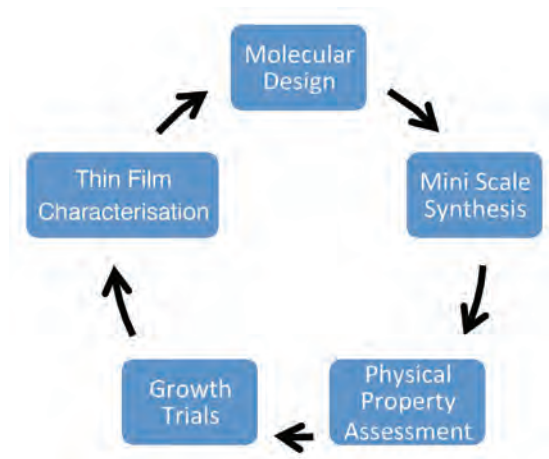 Molecular
Design
Mini Scale
Synthesis
Physical
Property
Assessment
Growth
Trials
Thin Film
Characterisation